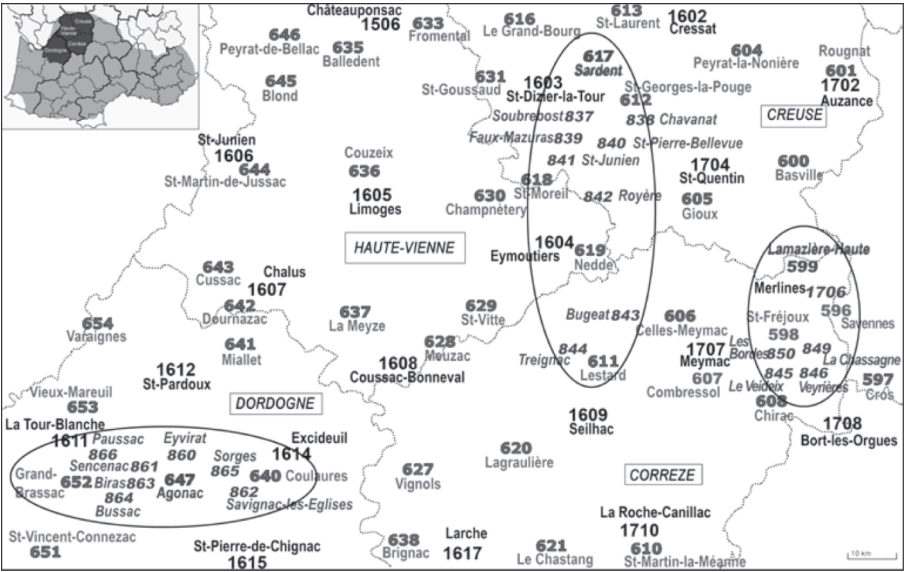 Creuse
Haute-Vienne
Corrèze
Dordogne
Châteauponsac
1506
633
Fromental
616
Le Grand-Bourg
613
St-Laurent
1602
Cressat
646
Peyrat-de-Bellac
635
Balledent
617
Sardent
604
Peyrat-la-Nonière
Rougnat
601
1702
Auzance
645
Blond
631
St-Goussaud
1603
St-Dizier-la-Tour
St-Georges-la-Pouge
612
CREUSE
Soubrebost 837
838 Chavanat
St-Junien
1606
Faux-Mazuras 839
840 St-Pierre-Bellevue
Couzeix
636
841 St-Junien
644
St-Martin-de-Jussac
1704
St-Quentin
600
Basville
618
St-Moreil
1605
Limoges
630
Champnètery
842 Royère
605
Gioux
HAUTE-VIENNE
1604
Eymoutiers
619
Nedde
Lamazière-Haute
599
643
Cussac
Chalus
1607
Merlines 1706
642
Dournazac
637
La Meyze
629
St-Vitte
Bugeat 843
606
Celles-Meymac
St-Fréjoux
598
596
Savennes
654
Varaignes
641
Miallet
628
Meuzac
844
Treignac
611
Lestard
1707
Meymac
Les
Bordes 850
849
La Chassagne
1612
St-Pardoux
1608
Coussac-Bonneval
607
Combressol
845
Le Veideix
846
Veyrières
597
Cros
Vieux-Mareuil
653
DORDOGNE
608
Chirac
La Tour-Blanche
1611
Paussac
866
Eyvirat
860
Excideuil
1614
1609
Seilhac
1708
Bort-les-Orgues
Sencenac 861
Sorges
865
640 Coulaures
620
Lagraulière
Grand-
Brassac
652
Biras 863
647
Agonac
862
Savignac-les-Eglises
627
Vignols
CORREZE
864
Bussac
La Roche-Canillac
1710
St-Vincent-Connezac
651
St-Pierre-de-Chignac
1615
638
Brignac
Larche
1617
621
Le Chastang
610
St-Martin-la-Méanne
10 km